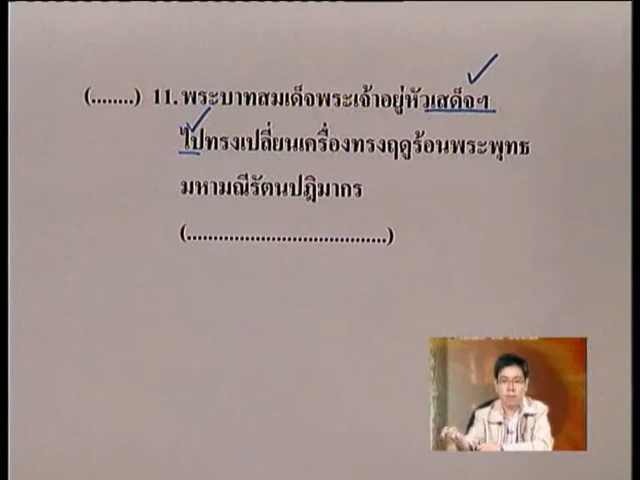 (........) 11. พระบาทสมเด็จพระเจ้าอยู่หัวเสด็จฯ
ไปทรงเปลี่ยนเครื่องทรงฤดูร้อนพระพุทธ
มหามณีรัตนปฎิมากร
(......................................)